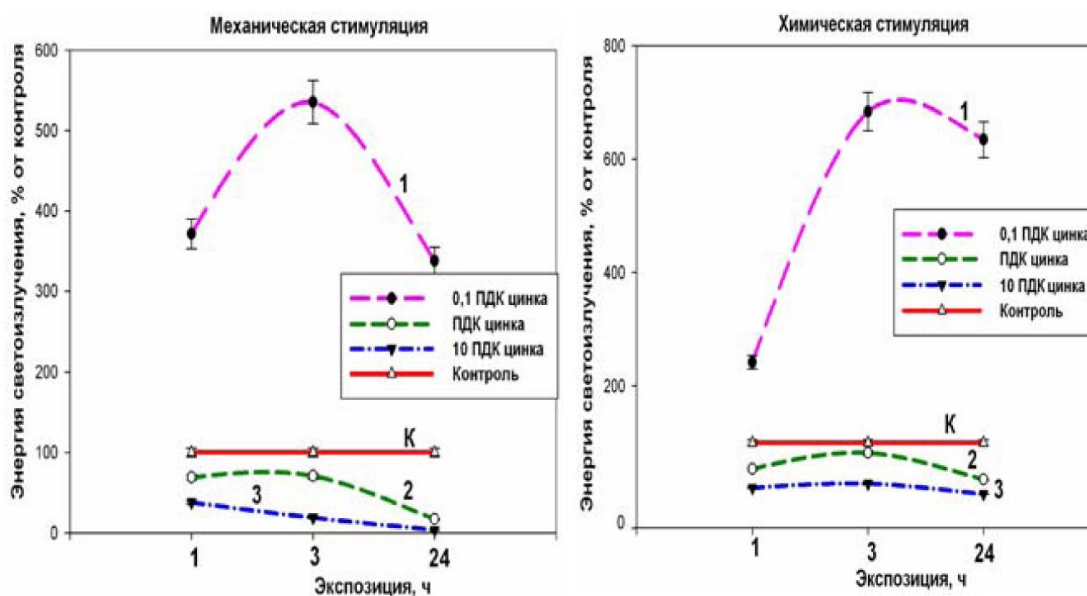 Механическая стимуляция
Энергия светоизлучения, % от контроля
600
500
400
300
200
100
0
1
0,1 ПДК цинка
ПДК цинка
10 ПДК цинка
Контроль
К
3
2
1
3
24
Экспозиция, ч
Химическая стимуляция
Энергия светоизлучения, % от контроля
800
600
400
200
0
1
0,1 ПДК цинка
ПДК цинка
10 ПДК цинка
Контроль
К
2
3
1
3
24
Экспозиция, ч